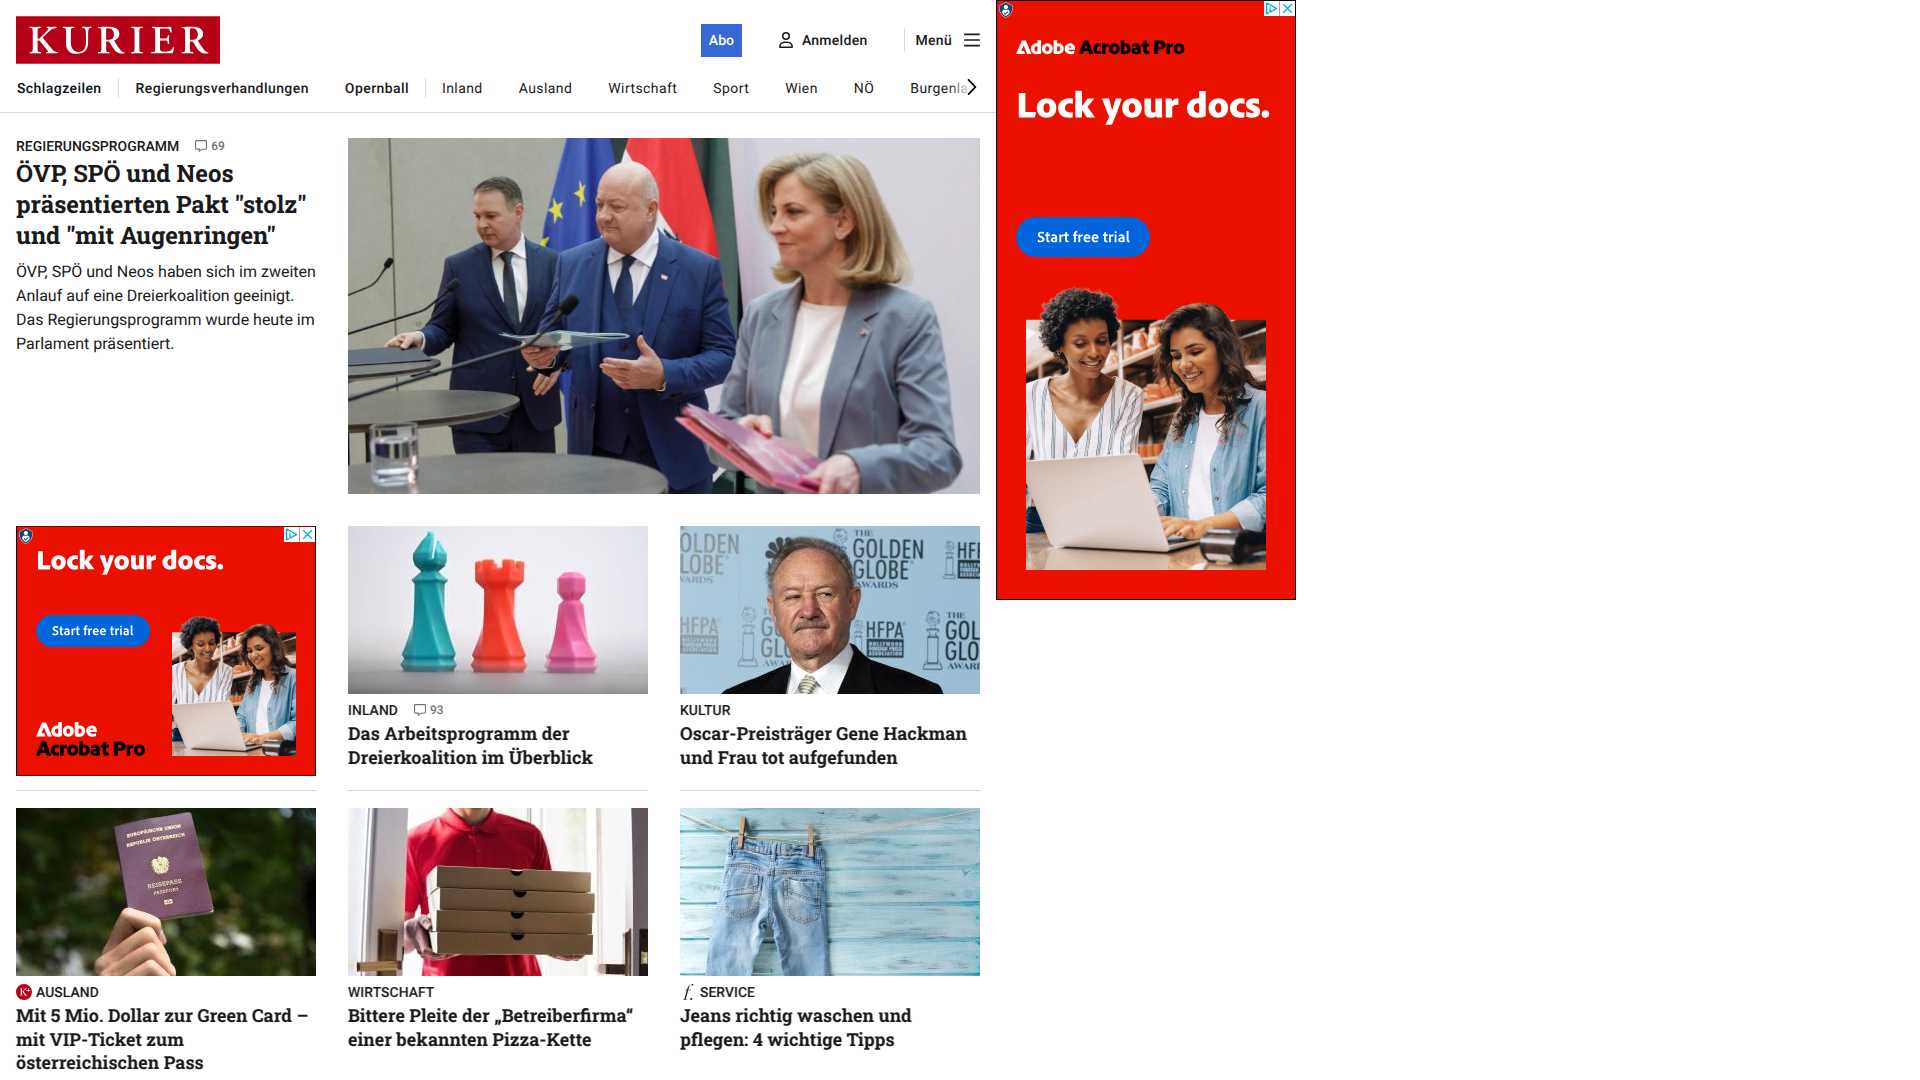 KURIER
Abo
Anmelden
Menü
Schlagzeilen
Regierungsverhandlungen
Opernball
Inland
Ausland
Wirtschaft
Sport
Wien
NÖ
Burgenla
REGIERUNGSPROGRAMM 69
ÖVP, SPÖ und Neos
präsentierten Pakt "stolz"
und "mit Augenringen"
ÖVP, SPÖ und Neos haben sich im zweiten
Anlauf auf eine Dreierkoalition geeinigt.
Das Regierungsprogramm wurde heute im
Parlament präsentiert.
Adobe Acrobat Pro
Lock your docs.
Start free trial
Lock your docs.
Start free trial
Adobe
Acrobat Pro
INLAND 93
Das Arbeitsprogramm der
Dreierkoalition im Überblick
THE
GOLDEN
GLOBE
AWARDS
HFPA
HOLLYWOOD
FOREIGN PRESS
ASSOCIATION
KULTUR
Oscar-Preisträger Gene Hackman
und Frau tot aufgefunden
EUROPÄISCHE UNION
REPUBLIK ÖSTERREICH
REISEPASS
PASSPORT
K+ AUSLAND
Mit 5 Mio. Dollar zur Green Card –
mit VIP-Ticket zum
österreichischen Pass
WIRTSCHAFT
Bittere Pleite der „Betreiberfirma“
einer bekannten Pizza-Kette
f. SERVICE
Jeans richtig waschen und
pflegen: 4 wichtige Tipps